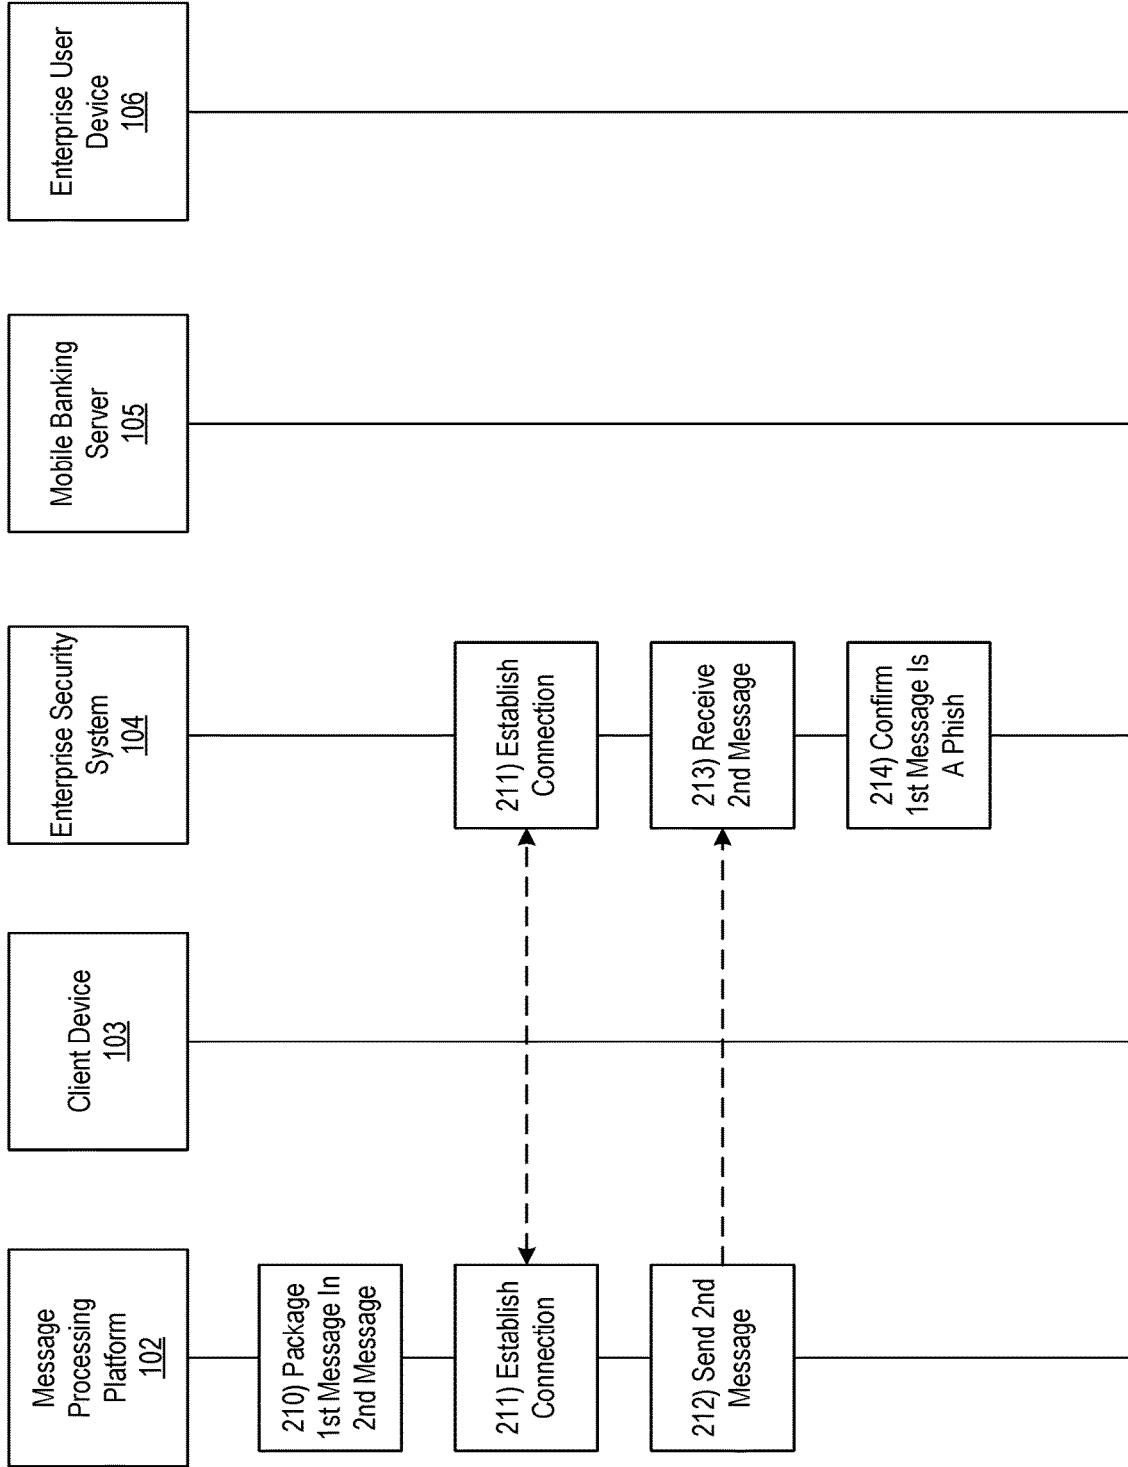 Message
Processing
Platform
102
Client Device
103
Enterprise Security
System
104
Mobile Banking
Server
105
Enterprise User
Device
106
210) Package
1st Message In
2nd Message
211) Establish
Connection
211) Establish
Connection
212) Send 2nd
Message
213) Receive
2nd Message
214) Confirm
1st Message Is
A Phish